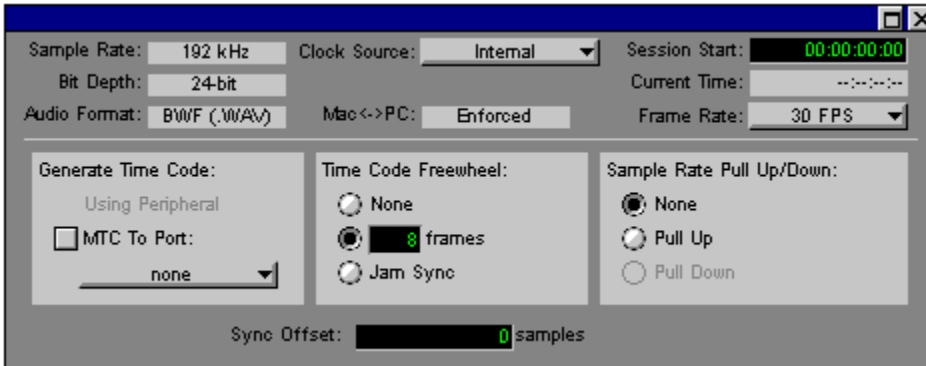 Sample Rate: 192 kHz Clock Source: Internal Session Start: 00:00:00:00
Bit Depth: 24-bit Current Time: --:--:--:--
Audio Format: BWF (.WAV) Mac<->PC: Enforced Frame Rate: 30 FPS
Generate Time Code: Time Code Freewheel: Sample Rate Pull Up/Down:
Using Peripheral None None
MTC To Port: 8 frames Pull Up
none Jam Sync Pull Down
Sync Offset: 0 samples